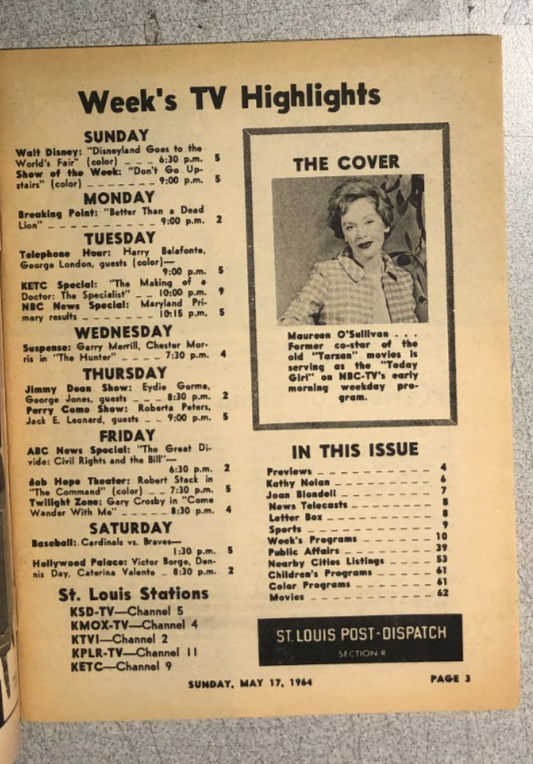 Week's TV Highlights
SUNDAY
Walt Disney: "Disneyland Goes to the
World's Fair" (color) _ _ _ 6:30 p.m. 5
Show of the Week: "Don't Go Up-
stairs" (color) _ _ _ _ _ _ _ 9:00 p.m. 5
MONDAY
Breaking Point: "Better Than a Dead
Lion" _ _ _ _ _ _ _ _ _ _ _ 9:00 p.m. 2
TUESDAY
Telephone Hour: Harry Belafonte,
George London, guests (color)—
9:00 p.m. 5
KETC Special: "The Making of a
Doctor: The Specialist" _ _ 10:00 p.m. 9
NBC News Special: Maryland Pri-
mary results _ _ _ _ _ _ _ 10:15 p.m. 5
WEDNESDAY
Suspense: Garry Merrill, Chester Mor-
ris in "The Hunter" _ _ _ _ _ 7:30 p.m. 4
THURSDAY
Jimmy Dean Show: Eydie Gorme,
George Jones, guests _ _ _ 8:30 p.m. 2
Perry Como Show: Roberta Peters,
Jack E. Leonard, guests _ _ 9:00 p.m. 5
FRIDAY
ABC News Special: "The Great Di-
vide: Civil Rights and the Bill"—
6:30 p.m. 2
Bob Hope Theater: Robert Stack in
"The Command" (color) _ _ 7:30 p.m. 5
Twilight Zone: Gary Crosby in "Come
Wander With Me" _ _ _ _ _ 8:30 p.m. 4
SATURDAY
Baseball: Cardinals vs. Braves—
1:30 p.m. 5
Hollywood Palace: Victor Borge, Den-
nis Day, Caterina Valente _ 8:30 p.m. 2
St. Louis Stations
KSD-TV—Channel 5
KMOX-TV—Channel 4
KTVI—Channel 2
KPLR-TV—Channel 11
KETC—Channel 9
THE COVER
Maureen O'Sullivan . . .
Former co-star of the
old "Tarzan" movies is
serving as the "Today
Girl" on NBC-TV's early
morning weekday pro-
gram.
IN THIS ISSUE
Previews _ _ _ _ _ _ _ _ _ _ 4
Kathy Nolan _ _ _ _ _ _ _ _ 6
Joan Blondell _ _ _ _ _ _ _ _ 7
News Telecasts _ _ _ _ _ _ _ 8
Letter Box _ _ _ _ _ _ _ _ _ 8
Sports _ _ _ _ _ _ _ _ _ _ _ 9
Week's Programs _ _ _ _ _ _ 10
Public Affairs _ _ _ _ _ _ _ _ 39
Nearby Cities Listings _ _ _ _ 53
Children's Programs _ _ _ _ _ 61
Color Programs _ _ _ _ _ _ _ 61
Movies _ _ _ _ _ _ _ _ _ _ _ 62
ST. LOUIS POST-DISPATCH
SECTION R
SUNDAY, MAY 17, 1964
PAGE 3